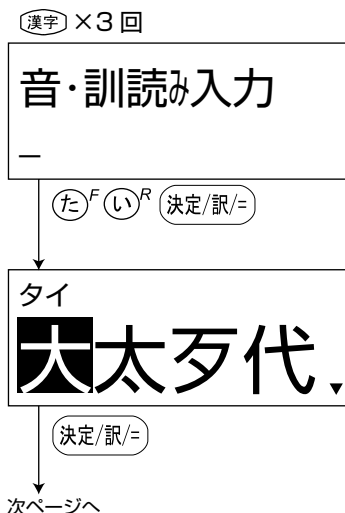 漢字 ×3回
音・訓読み入力
_
たF いR 決定/訳/=
タイ
大太歹代▼
決定/訳/=
次ページへ